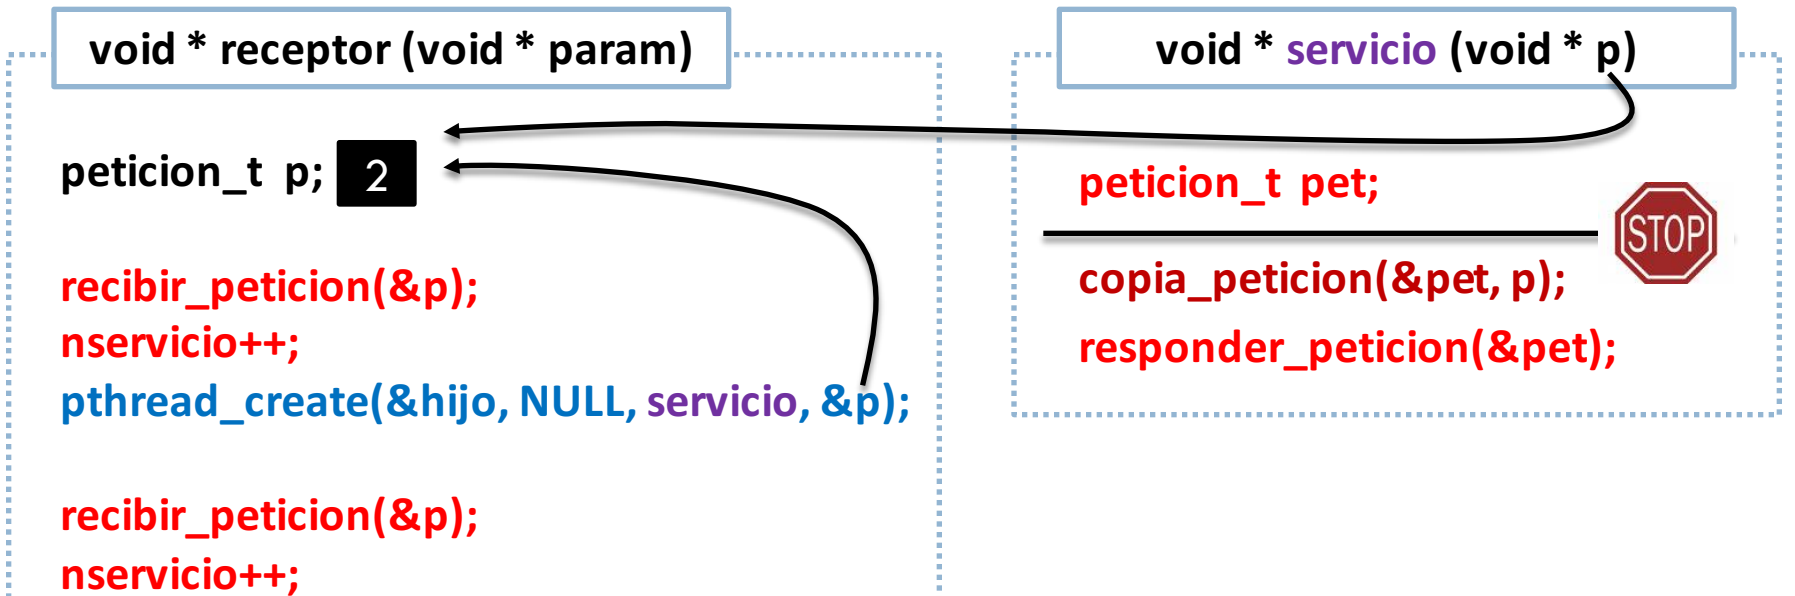 void * receptor (void * param)
peticion_t p; 2
recibir_peticion(&p);
nservicio++;
pthread_create(&hijo, NULL, servicio, &p);
recibir_peticion(&p);
nservicio++;
void * servicio (void * p)
peticion_t pet;
STOP
copia_peticion(&pet, p);
responder_peticion(&pet);